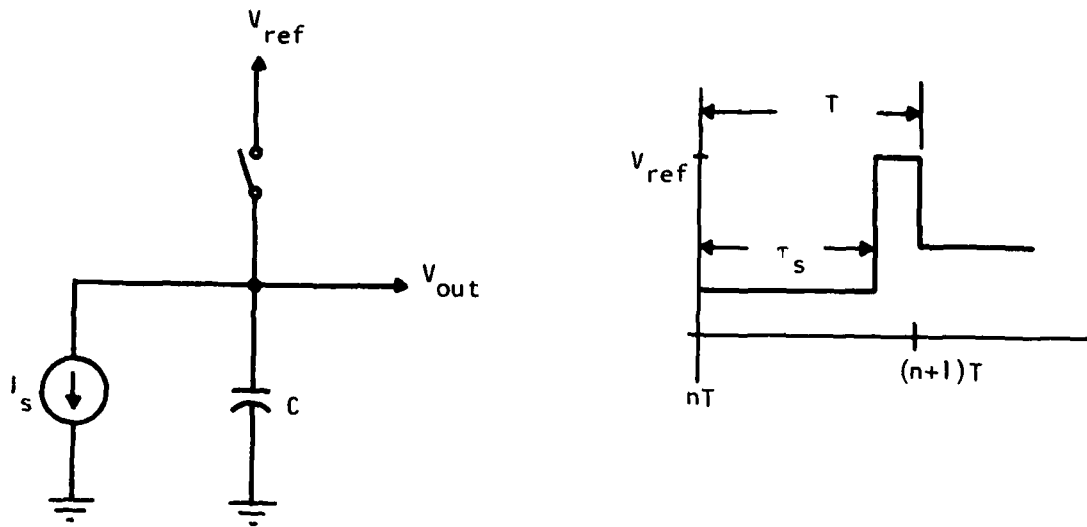 V_ref
V_out
I_s
C
T
V_ref
τ_s
nT
(n+1)T